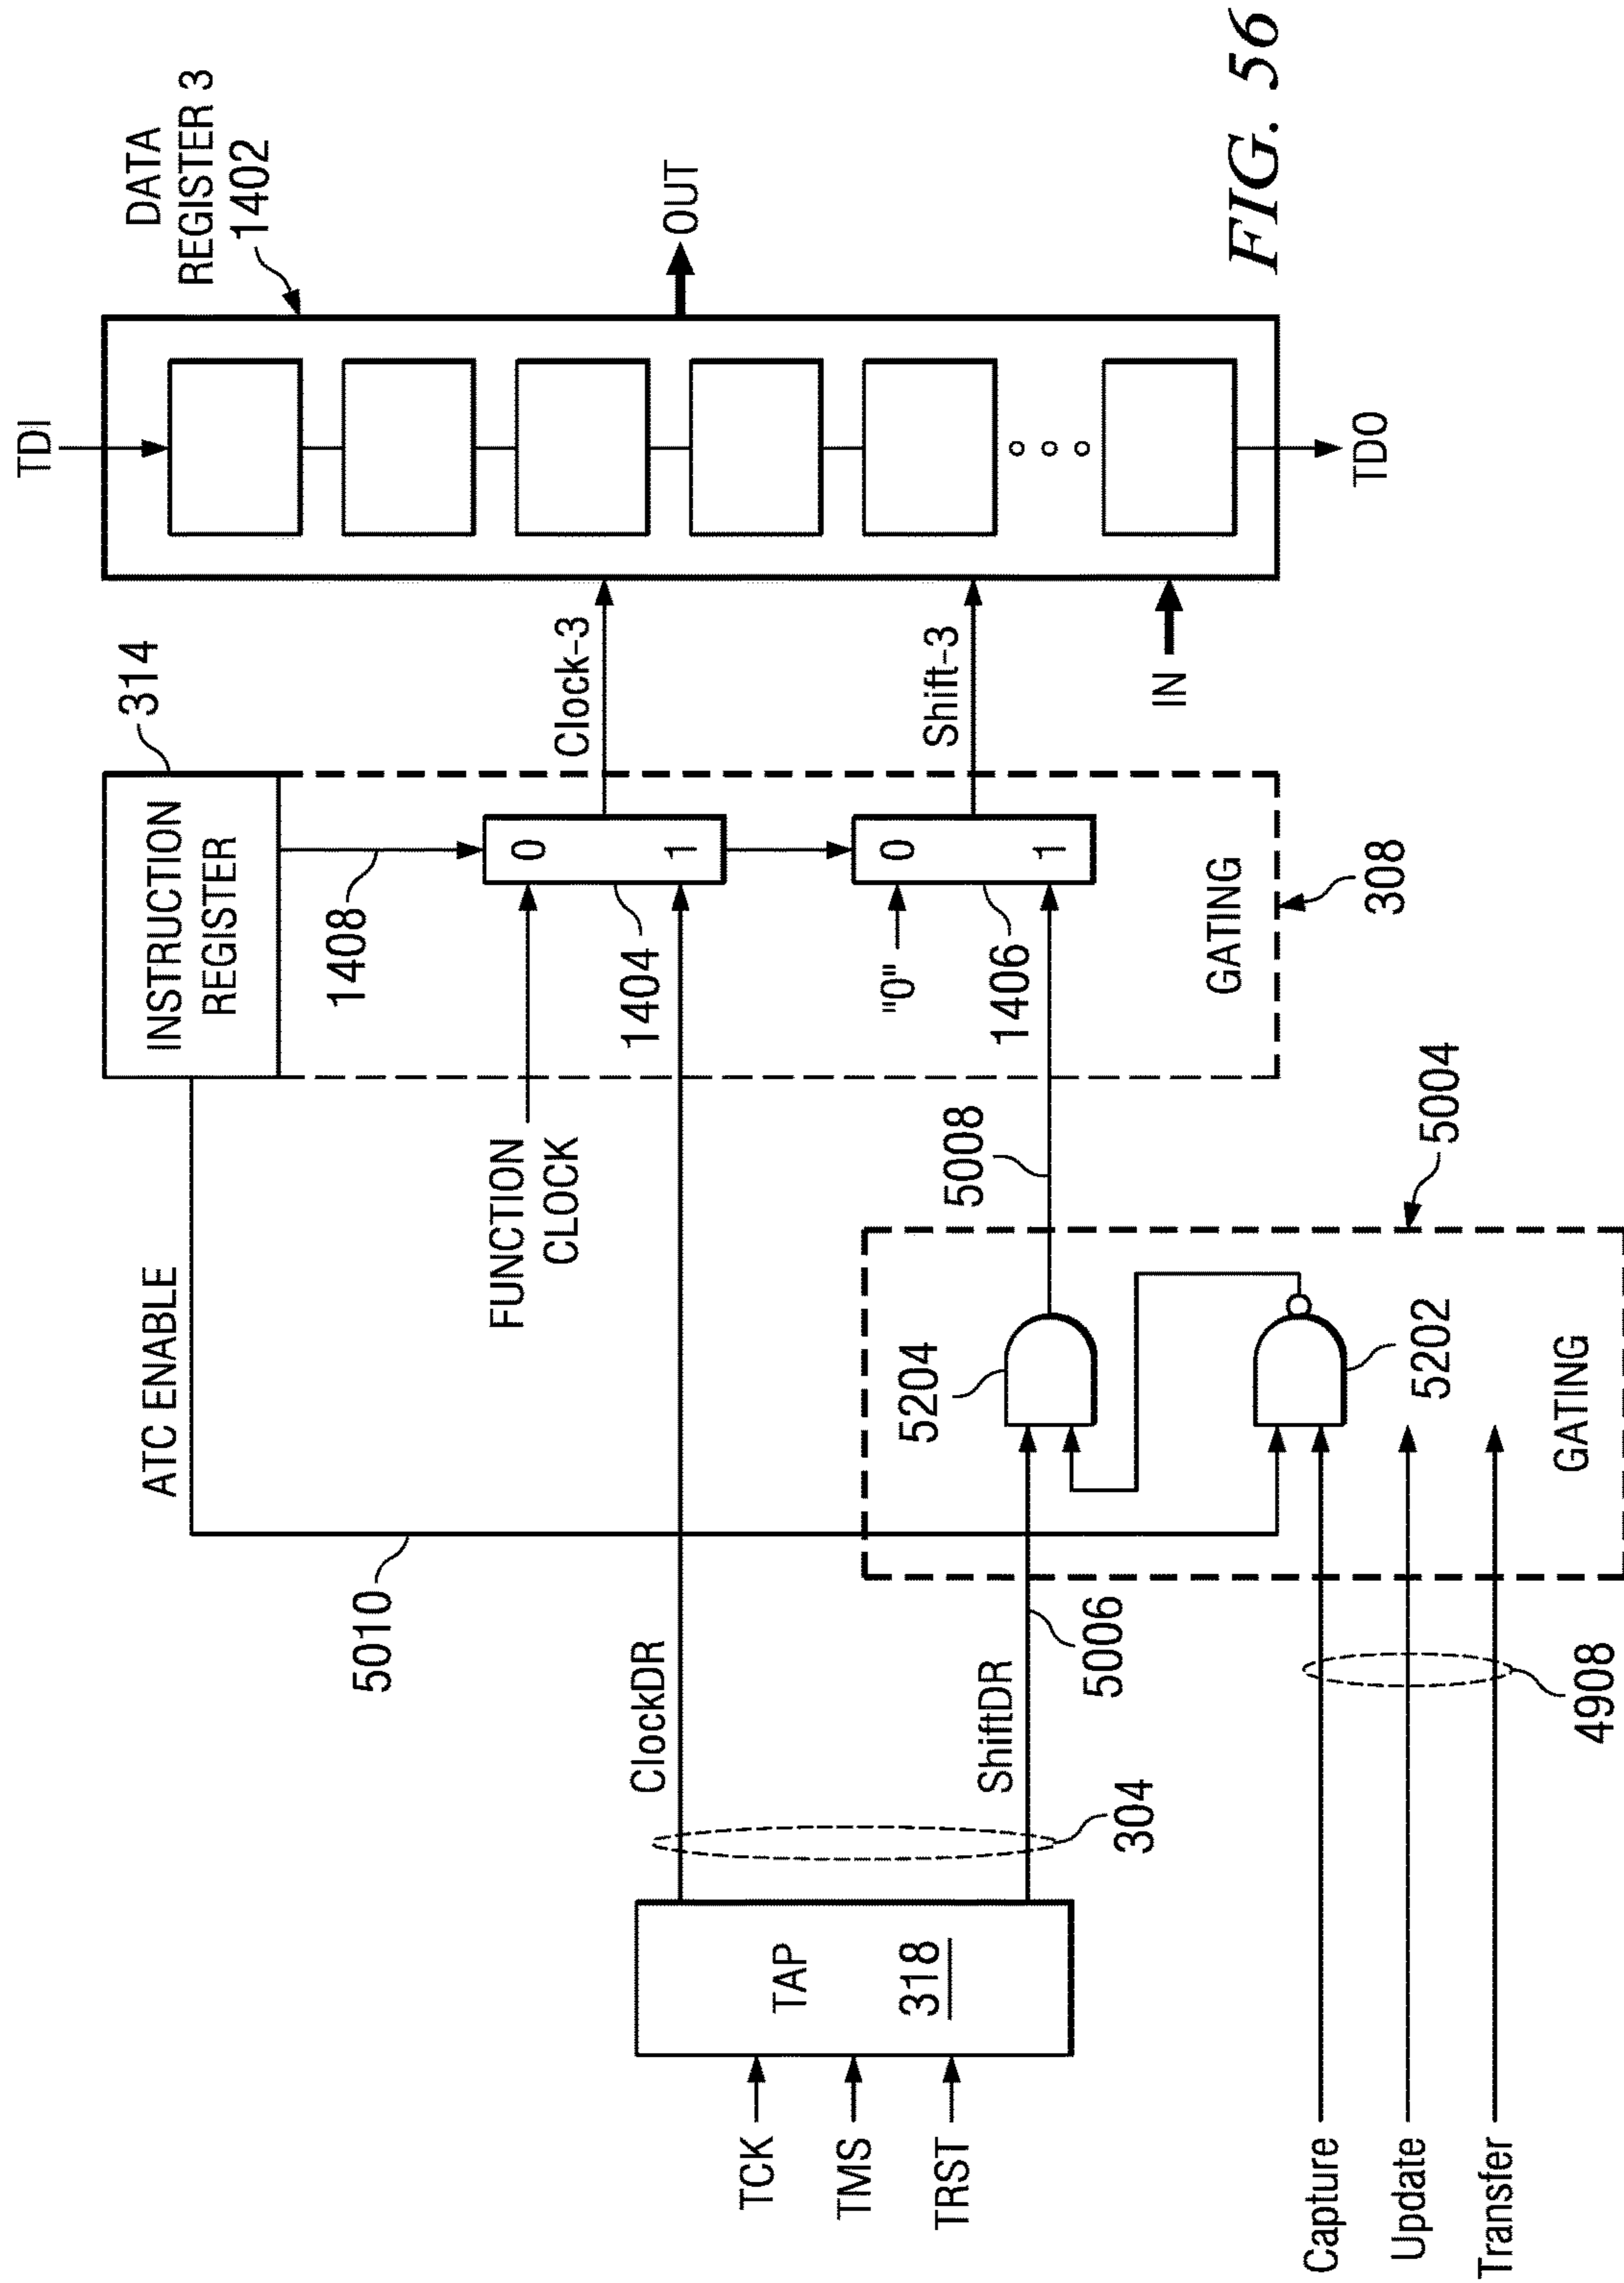 TDI
DATA
REGISTER 3
1402
OUT
TDO
IN
314
INSTRUCTION
REGISTER
1408
0
1
1404
Clock-3
"0"
0
1
1406
Shift-3
GATING
308
ATC ENABLE
5010
FUNCTION
CLOCK
5008
5004
5204
5202
GATING
ClockDR
ShiftDR
5006
304
4908
TAP
318
TCK
TMS
TRST
Capture
Update
Transfer
FIG. 56